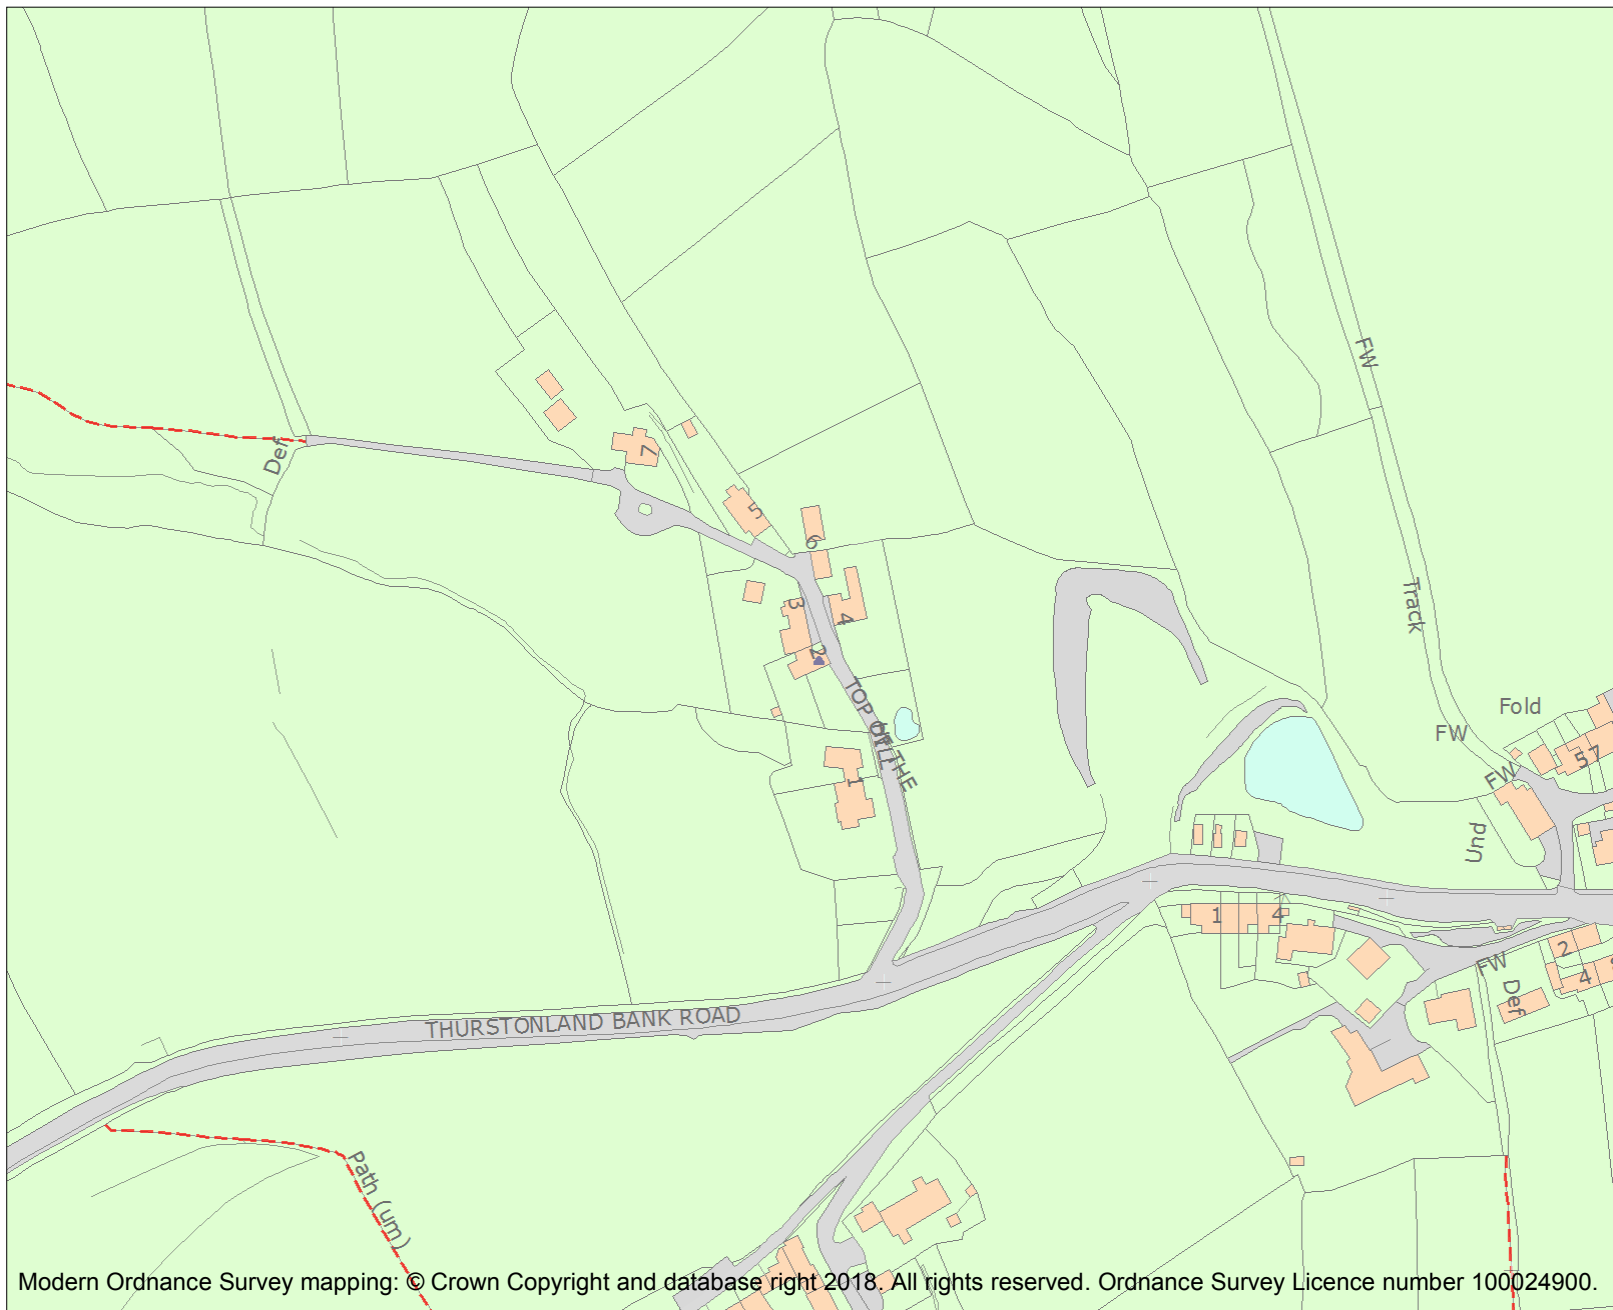 FW
Def
7
5
6
3
4
2
Track
TOP OF THE
HILL
Fold
FW
57
FW
1
Und
1
4
2
FW
4
Def
THURSTONLAND BANK ROAD
Path (um)
Modern Ordnance Survey mapping: © Crown Copyright and database right 2018. All rights reserved. Ordnance Survey Licence number 100024900.